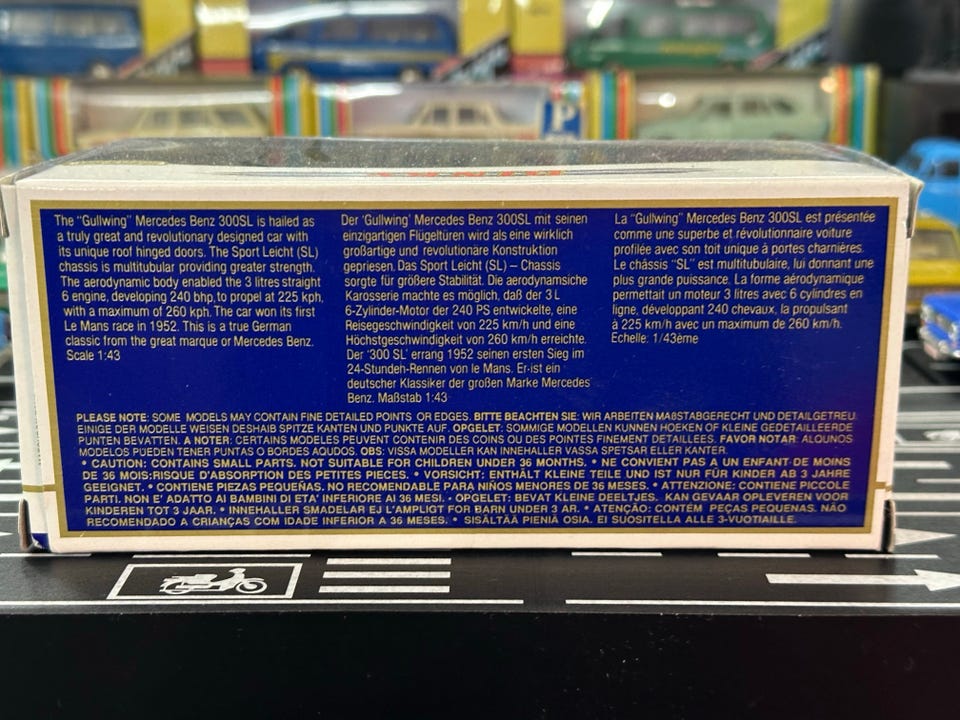 The "Gullwing" Mercedes Benz 300SL is hailed as
a truly great and revolutionary designed car with
its unique roof hinged doors. The Sport Leicht (SL)
chassis is multitubular providing greater strength.
The aerodynamic body enabled the 3 litres straight
6 engine, developing 240 bhp, to propel at 225 kph,
with a maximum of 260 kph. The car won its first
Le Mans race in 1952. This is a true German
classic from the great marque or Mercedes Benz.
Scale 1:43
Der 'Gullwing' Mercedes Benz 300SL mit seinen
einzigartigen Flügeltüren wird als eine wirklich
großartige und revolutionäre Konstruktion
gepriesen. Das Sport Leicht (SL) – Chassis
sorgte für größere Stabilität. Die aerodynamische
Karosserie machte es möglich, daß der 3 L
6-Zylinder-Motor der 240 PS entwickelte, eine
Reisegeschwindigkeit von 225 km/h und eine
Höchstgeschwindigkeit von 260 km/h erreichte.
Der '300 SL' errang 1952 seinen ersten Sieg im
24-Stundeh-Rennen von le Mans. Er-ist ein
deutscher Klassiker der großen Marke Mercedes
Benz. Maßstab 1:43
La "Gullwing" Mercedes Benz 300SL est présentée
comme une superbe et révolutionnaire voiture
profilée avec son toit unique à portes charnières.
Le châssis "SL" est multitubulaire, lui donnant une
plus grande puissance. La forme aérodynamique
permettait un moteur 3 litres avec 6 cylindres en
ligne, développant 240 chevaux, la propulsant
à 225 km/h avec un maximum de 260 km/h.
Echelle: 1/43ème
PLEASE NOTE: SOME MODELS MAY CONTAIN FINE DETAILED POINTS OR EDGES. BITTE BEACHTEN SIE: WIR ARBEITEN MAßSTABGERECHT UND DETAILGETREU.
EINIGE DER MODELLE WEISEN DESHAIB SPITZE KANTEN UND PUNKTE AUF. OPGELET: SOMMIGE MODELLEN KUNNEN HOEKEN OF KLEINE GEDETAILLEERDE
PUNTEN BEVATTEN. A NOTER: CERTAINS MODELES PEUVENT CONTENIR DES COINS OU DES POINTES FINEMENT DETAILLEES. FAVOR NOTAR: ALQUNOS
MODELOS PUEDEN TENER PUNTAS O BORDES AQUDOS. OBS: VISSA MODELLER KAN INNEHALLER VASSA SPETSAR ELLER KANTER.
• CAUTION: CONTAINS SMALL PARTS. NOT SUITABLE FOR CHILDREN UNDER 36 MONTHS. • NE CONVIENT PAS A UN ENFANT DE MOINS
DE 36 MOIS:RISQUE D'ABSORPTION DES PETITES PIECES. • VORSICHT: ENTHÄLT KLEINE TEILE UND IST NUR FÜR KINDER AB 3 JAHRE
GEEIGNET • CONTIENE PIEZAS PEQUEÑAS. NO RECOMENDABLE PARA NIÑOS MENORES DE 36 MESES. • ATTENZIONE: CONTIENE PICCOLE
PARTI. NON E' ADATTO AI BAMBINI DI ETA' INFERIORE AI 36 MESI. • OPGELET: BEVAT KLEINE DEELTJES. KAN GEVAAR OPLEVEREN VOOR
KINDEREN TOT 3 JAAR. • INNEHALLER SMADELAR EJ LAMPLIGT FOR BARN UNDER 3 AR. • ATENÇÃO: CONTÉM PEÇAS PEQUENAS. NÃO
RECOMENDADO A CRIANÇAS COM IDADE INFERIOR A 36 MESES. • SISÄLTÄÄ PIENIÄ OSIA. EI SUOSITELLA ALLE 3-VUOTIAILLE.
P